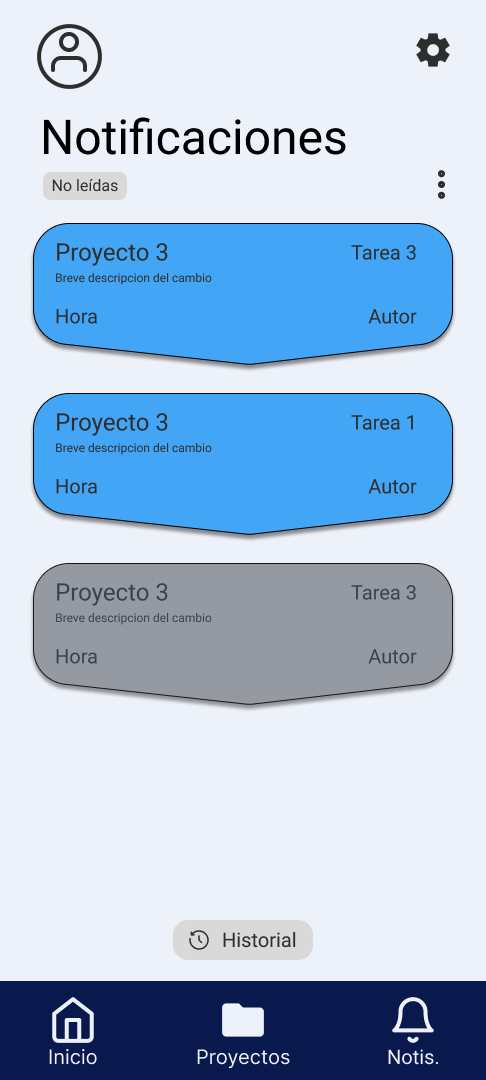 Notificaciones
No leídas
Proyecto 3 Tarea 3
Breve descripcion del cambio
Hora Autor
Proyecto 3 Tarea 1
Breve descripcion del cambio
Hora Autor
Proyecto 3 Tarea 3
Breve descripcion del cambio
Hora Autor
Historial
Inicio Proyectos Notis.